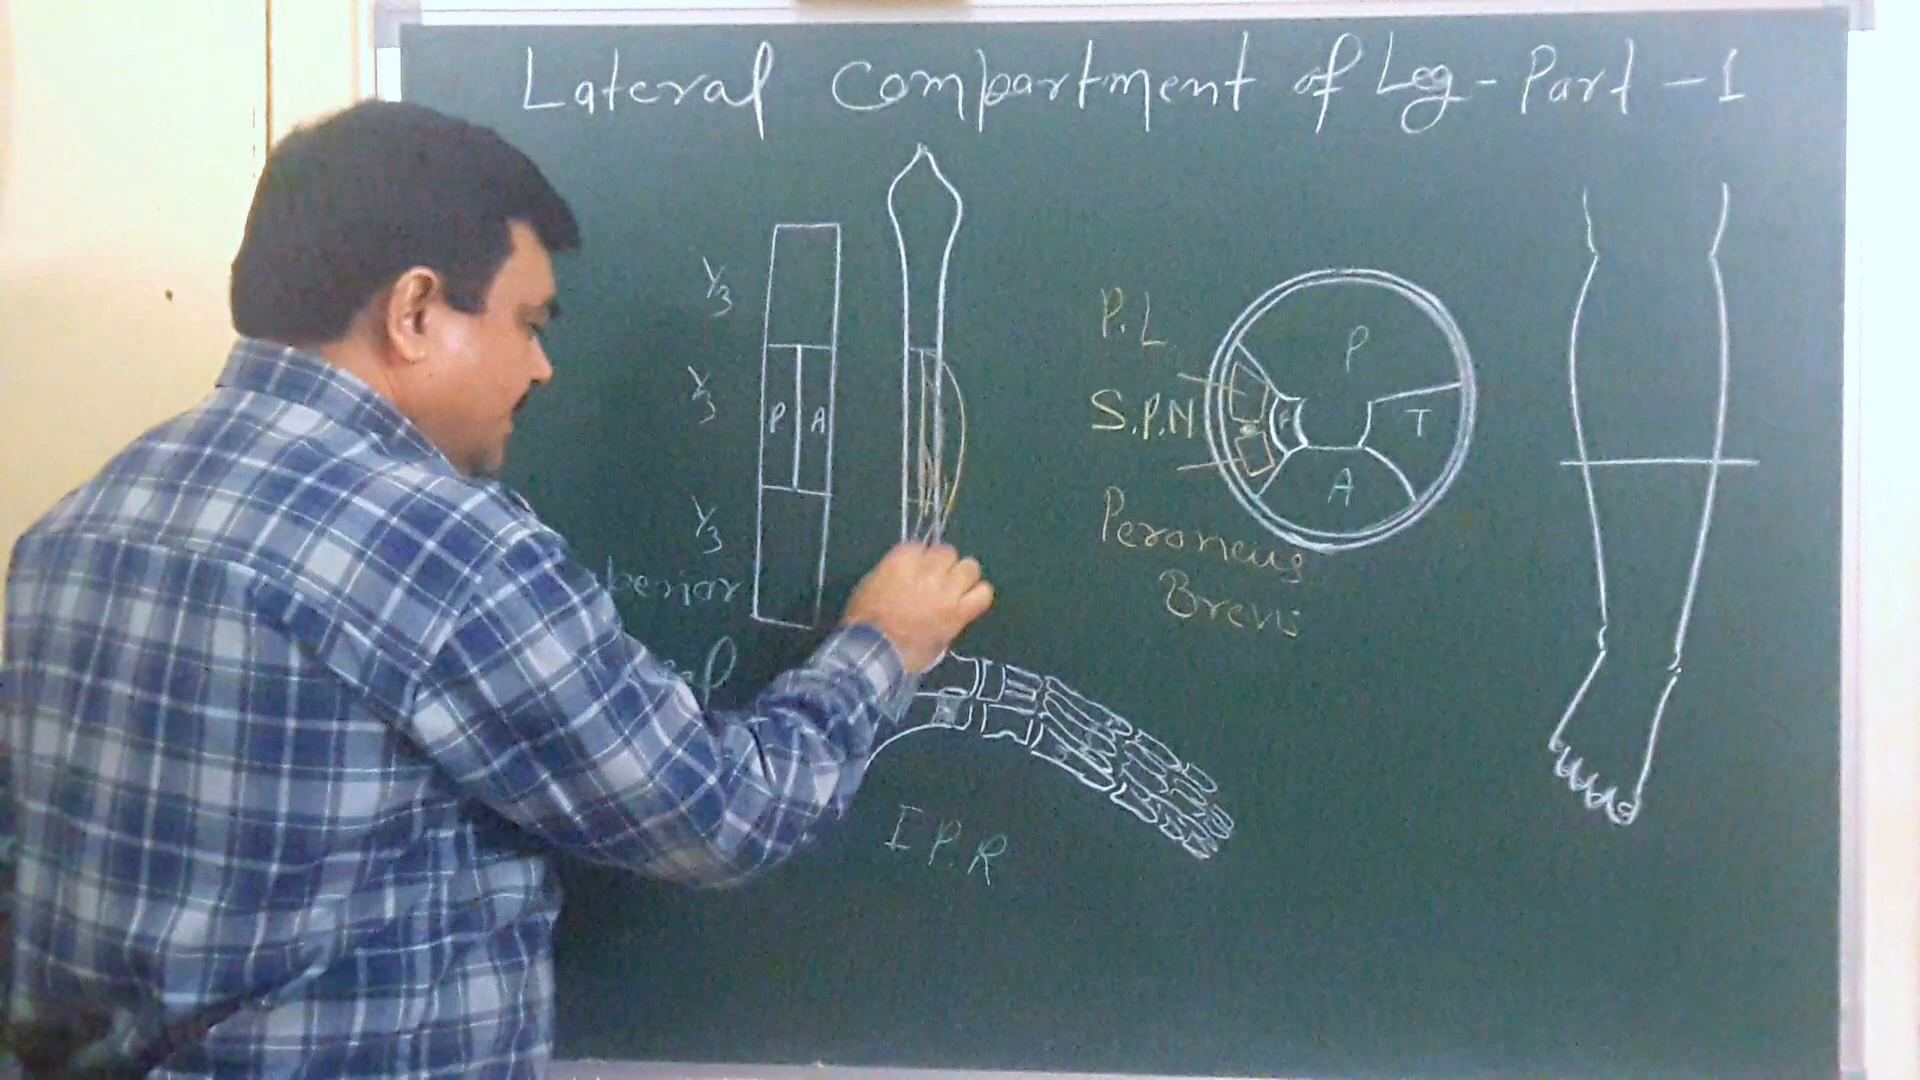 Lateral Compartment of Leg - Part - 1
1/3
1/3
1/3
P A
P.L
S.P.N
Peroneus
Brevis
P
F
T
A
I.P.R